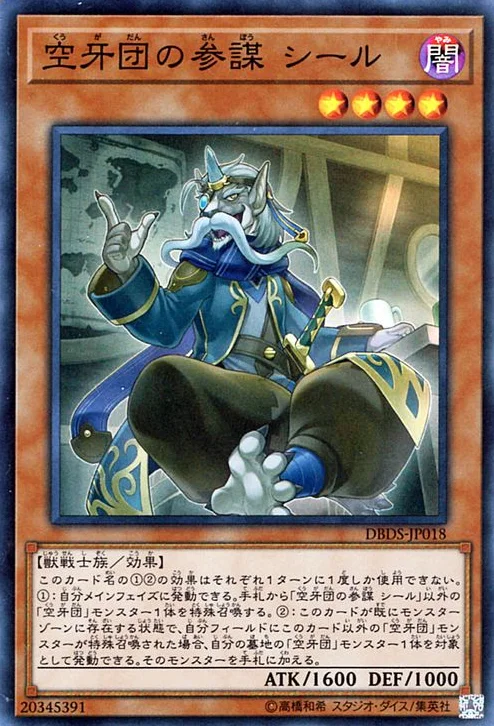 空牙団の参謀 シール
闇
DBDS-JP018
【獣戦士族／効果】
このカード名の①②の効果はそれぞれ1ターンに1度しか使用できない。
①：自分メインフェイズに発動できる。手札から「空牙団の参謀 シール」以外の
「空牙団」モンスター1体を特殊召喚する。②：このカードが既にモンスター
ゾーンに存在する状態で、自分フィールドにこのカード以外の「空牙団」モン
スターが特殊召喚された場合、自分の墓地の「空牙団」モンスター1体を対象
として発動できる。そのモンスターを手札に加える。
ATK/1600 DEF/1000
20345391 ©高橋和希 スタジオ・ダイス/集英社